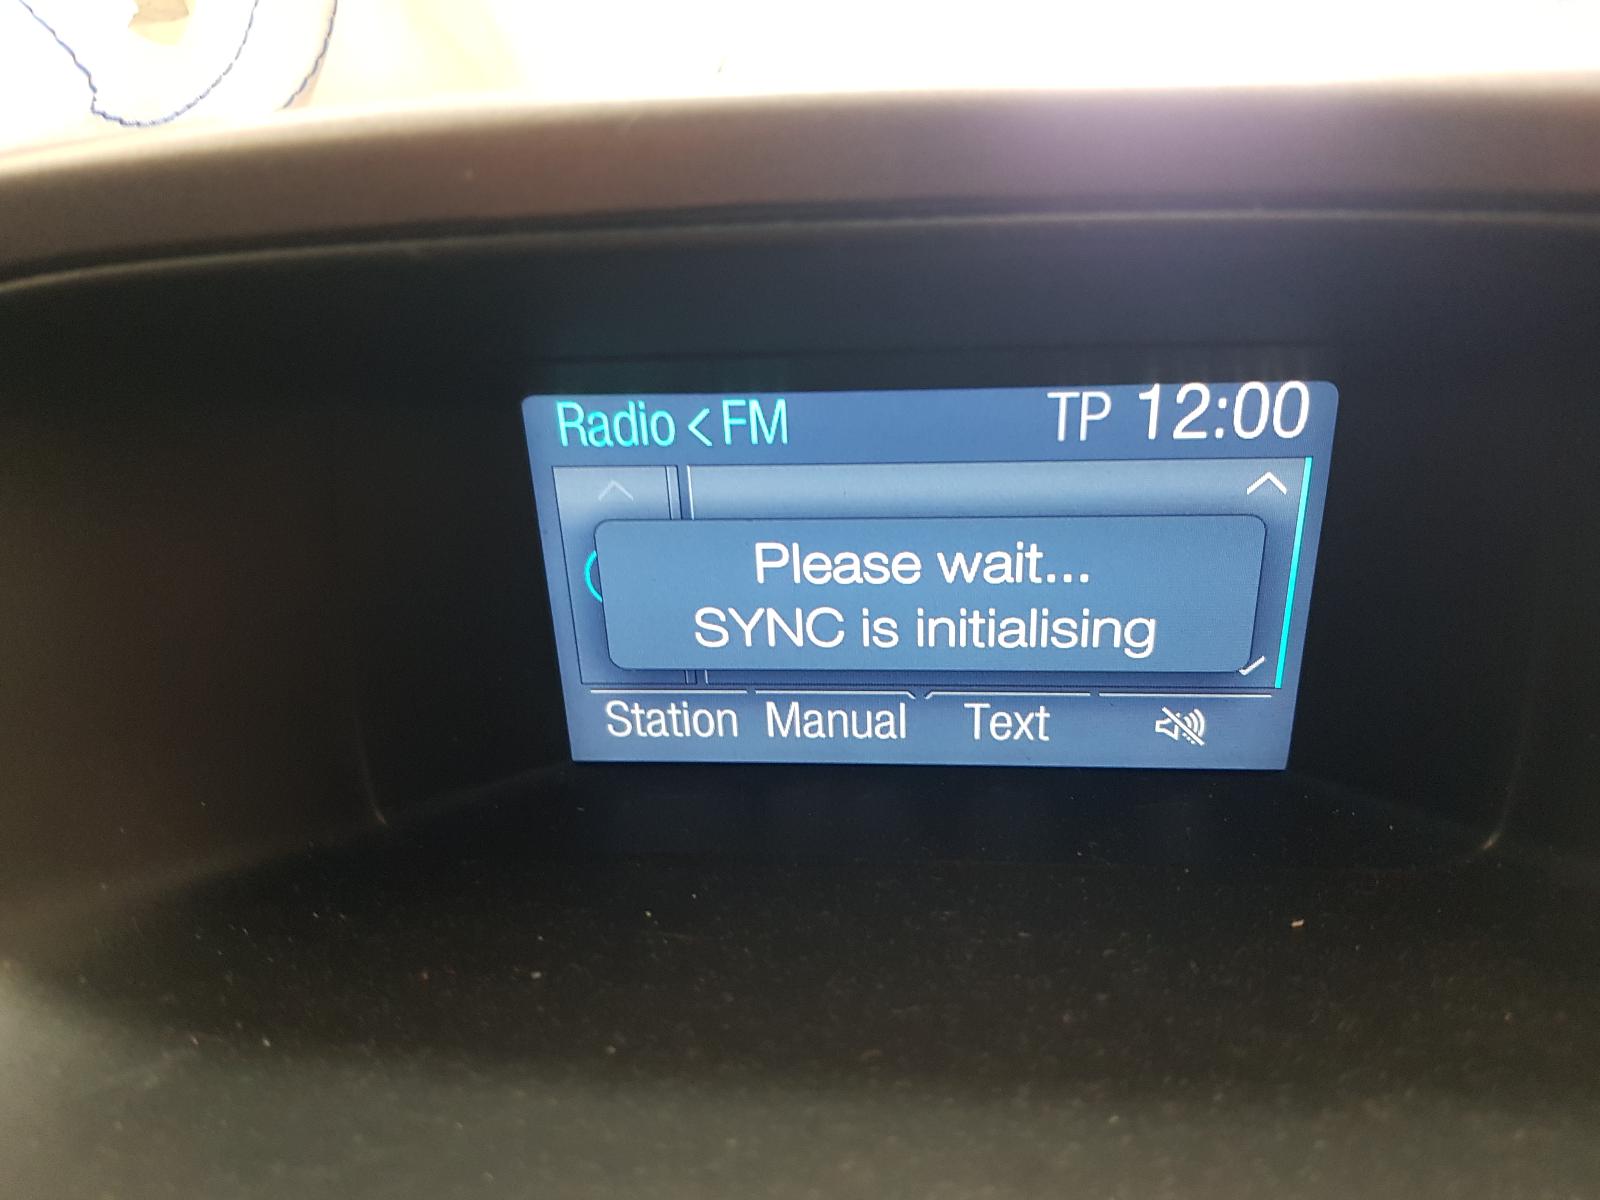 Radio < FM TP 12:00
Please wait...
SYNC is initialising
Station Manual Text